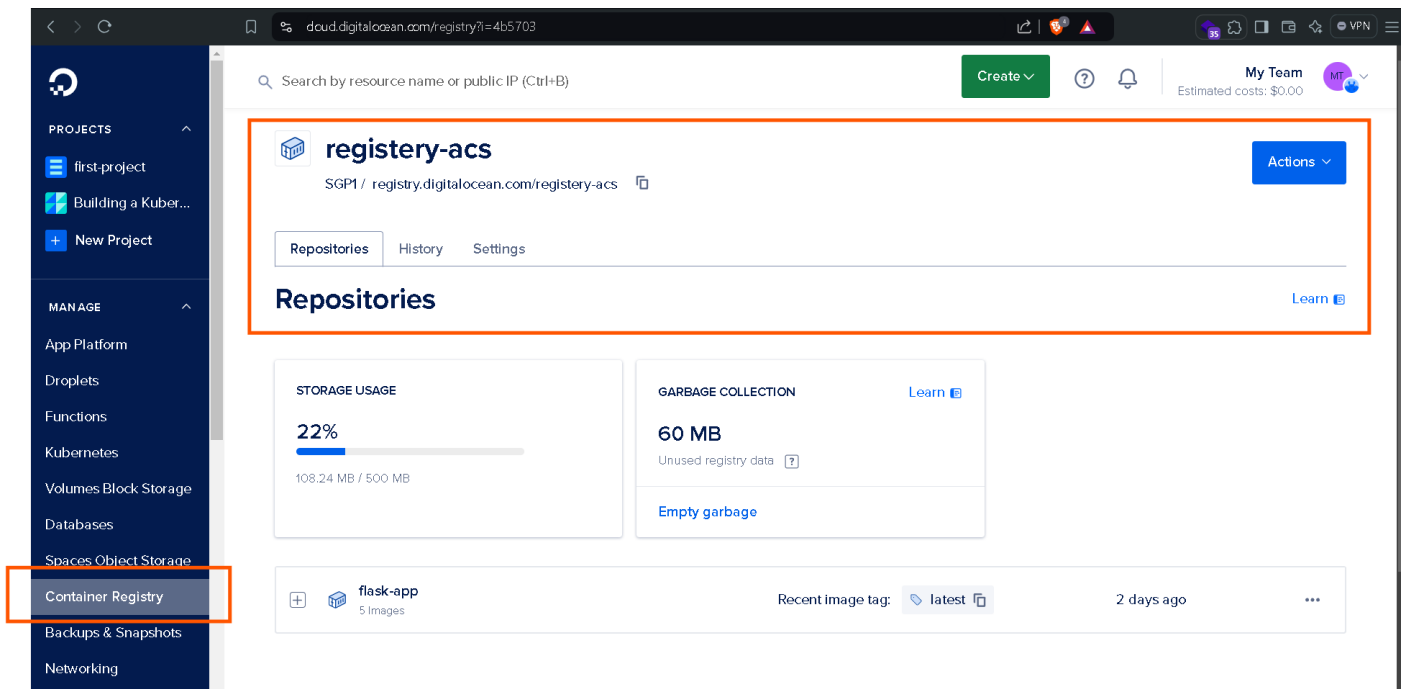 cloud.digitalocean.com/registry?i=4b5703
4
35
VPN
Search by resource name or public IP (Ctrl+B)
Create
?
My Team
Estimated costs: $0.00
MT
PROJECTS
first-project
Building a Kuber...
+ New Project
MANAGE
App Platform
Droplets
Functions
Kubernetes
Volumes Block Storage
Databases
Spaces Object Storage
Container Registry
Backups & Snapshots
Networking
registery-acs
Actions
SGP1 / registry.digitalocean.com/registery-acs
Repositories History Settings
Repositories
Learn
STORAGE USAGE
22%
108.24 MB / 500 MB
GARBAGE COLLECTION Learn
60 MB
Unused registry data ?
Empty garbage
flask-app
5 Images
Recent image tag: latest 2 days ago ...